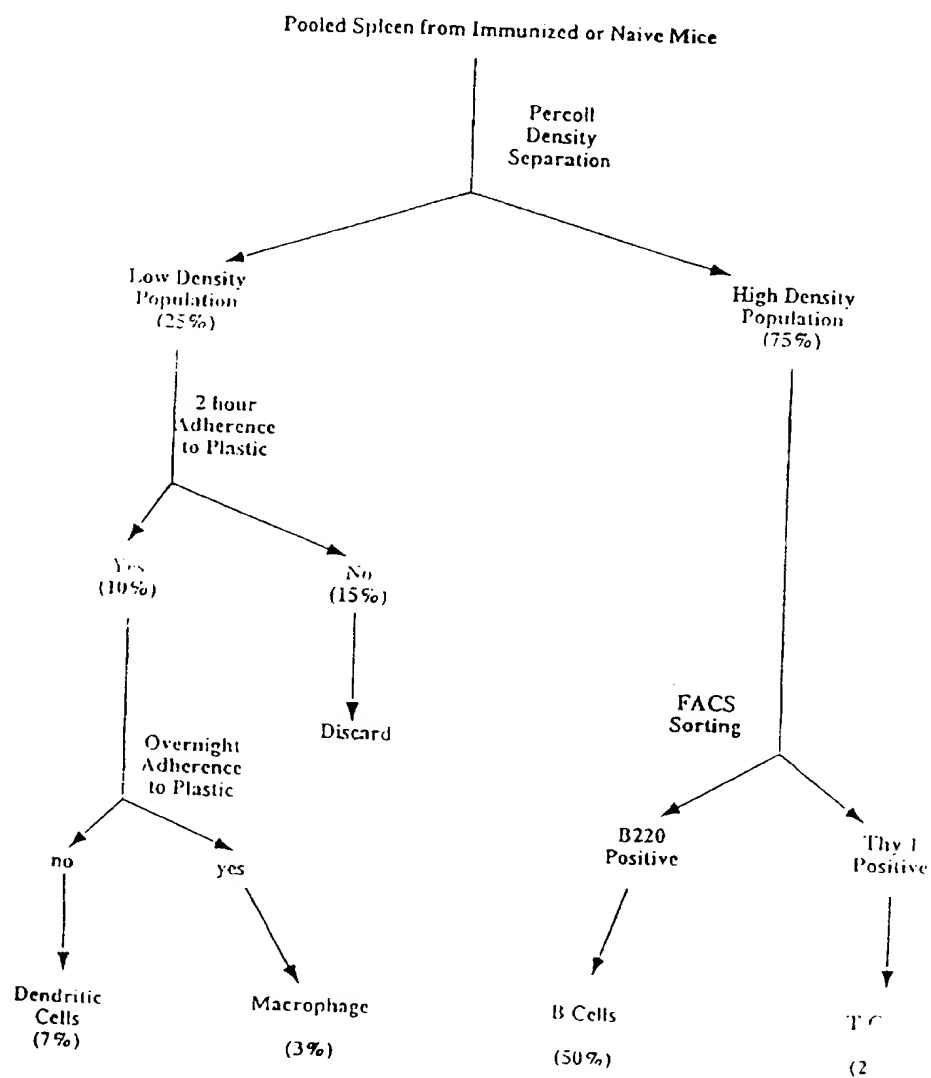 Pooled Spleen from Immunized or Naive Mice
Percoll
Density
Separation
Low Density
Population
(25%)
High Density
Population
(75%)
2 hour
Adherence
to Plastic
Yes
(10%)
No
(15%)
Discard
FACS
Sorting
Overnight
Adherence
to Plastic
no
yes
B220
Positive
Thy 1
Positive
Dendritic
Cells
(7%)
Macrophage
(3%)
B Cells
(50%)
T C
(2